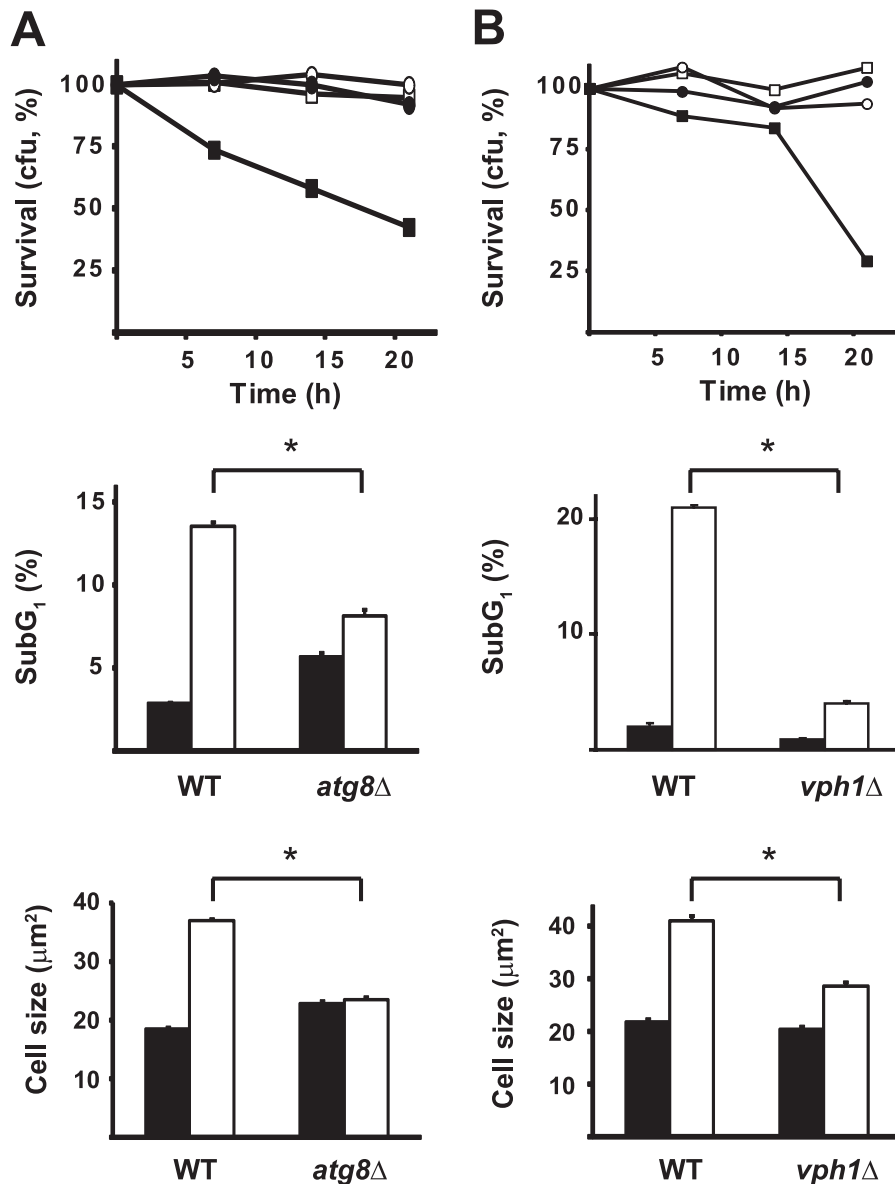 A
Survival (cfu, %)
100
75
50
25
5 10 15 20
Time (h)
*
SubG₁ (%)
15
10
5
WT atg8Δ
*
Cell size (μm²)
40
30
20
10
WT atg8Δ
B
Survival (cfu, %)
100
75
50
25
5 10 15 20
Time (h)
*
SubG₁ (%)
20
10
WT vph1Δ
*
Cell size (μm²)
40
30
20
10
WT vph1Δ